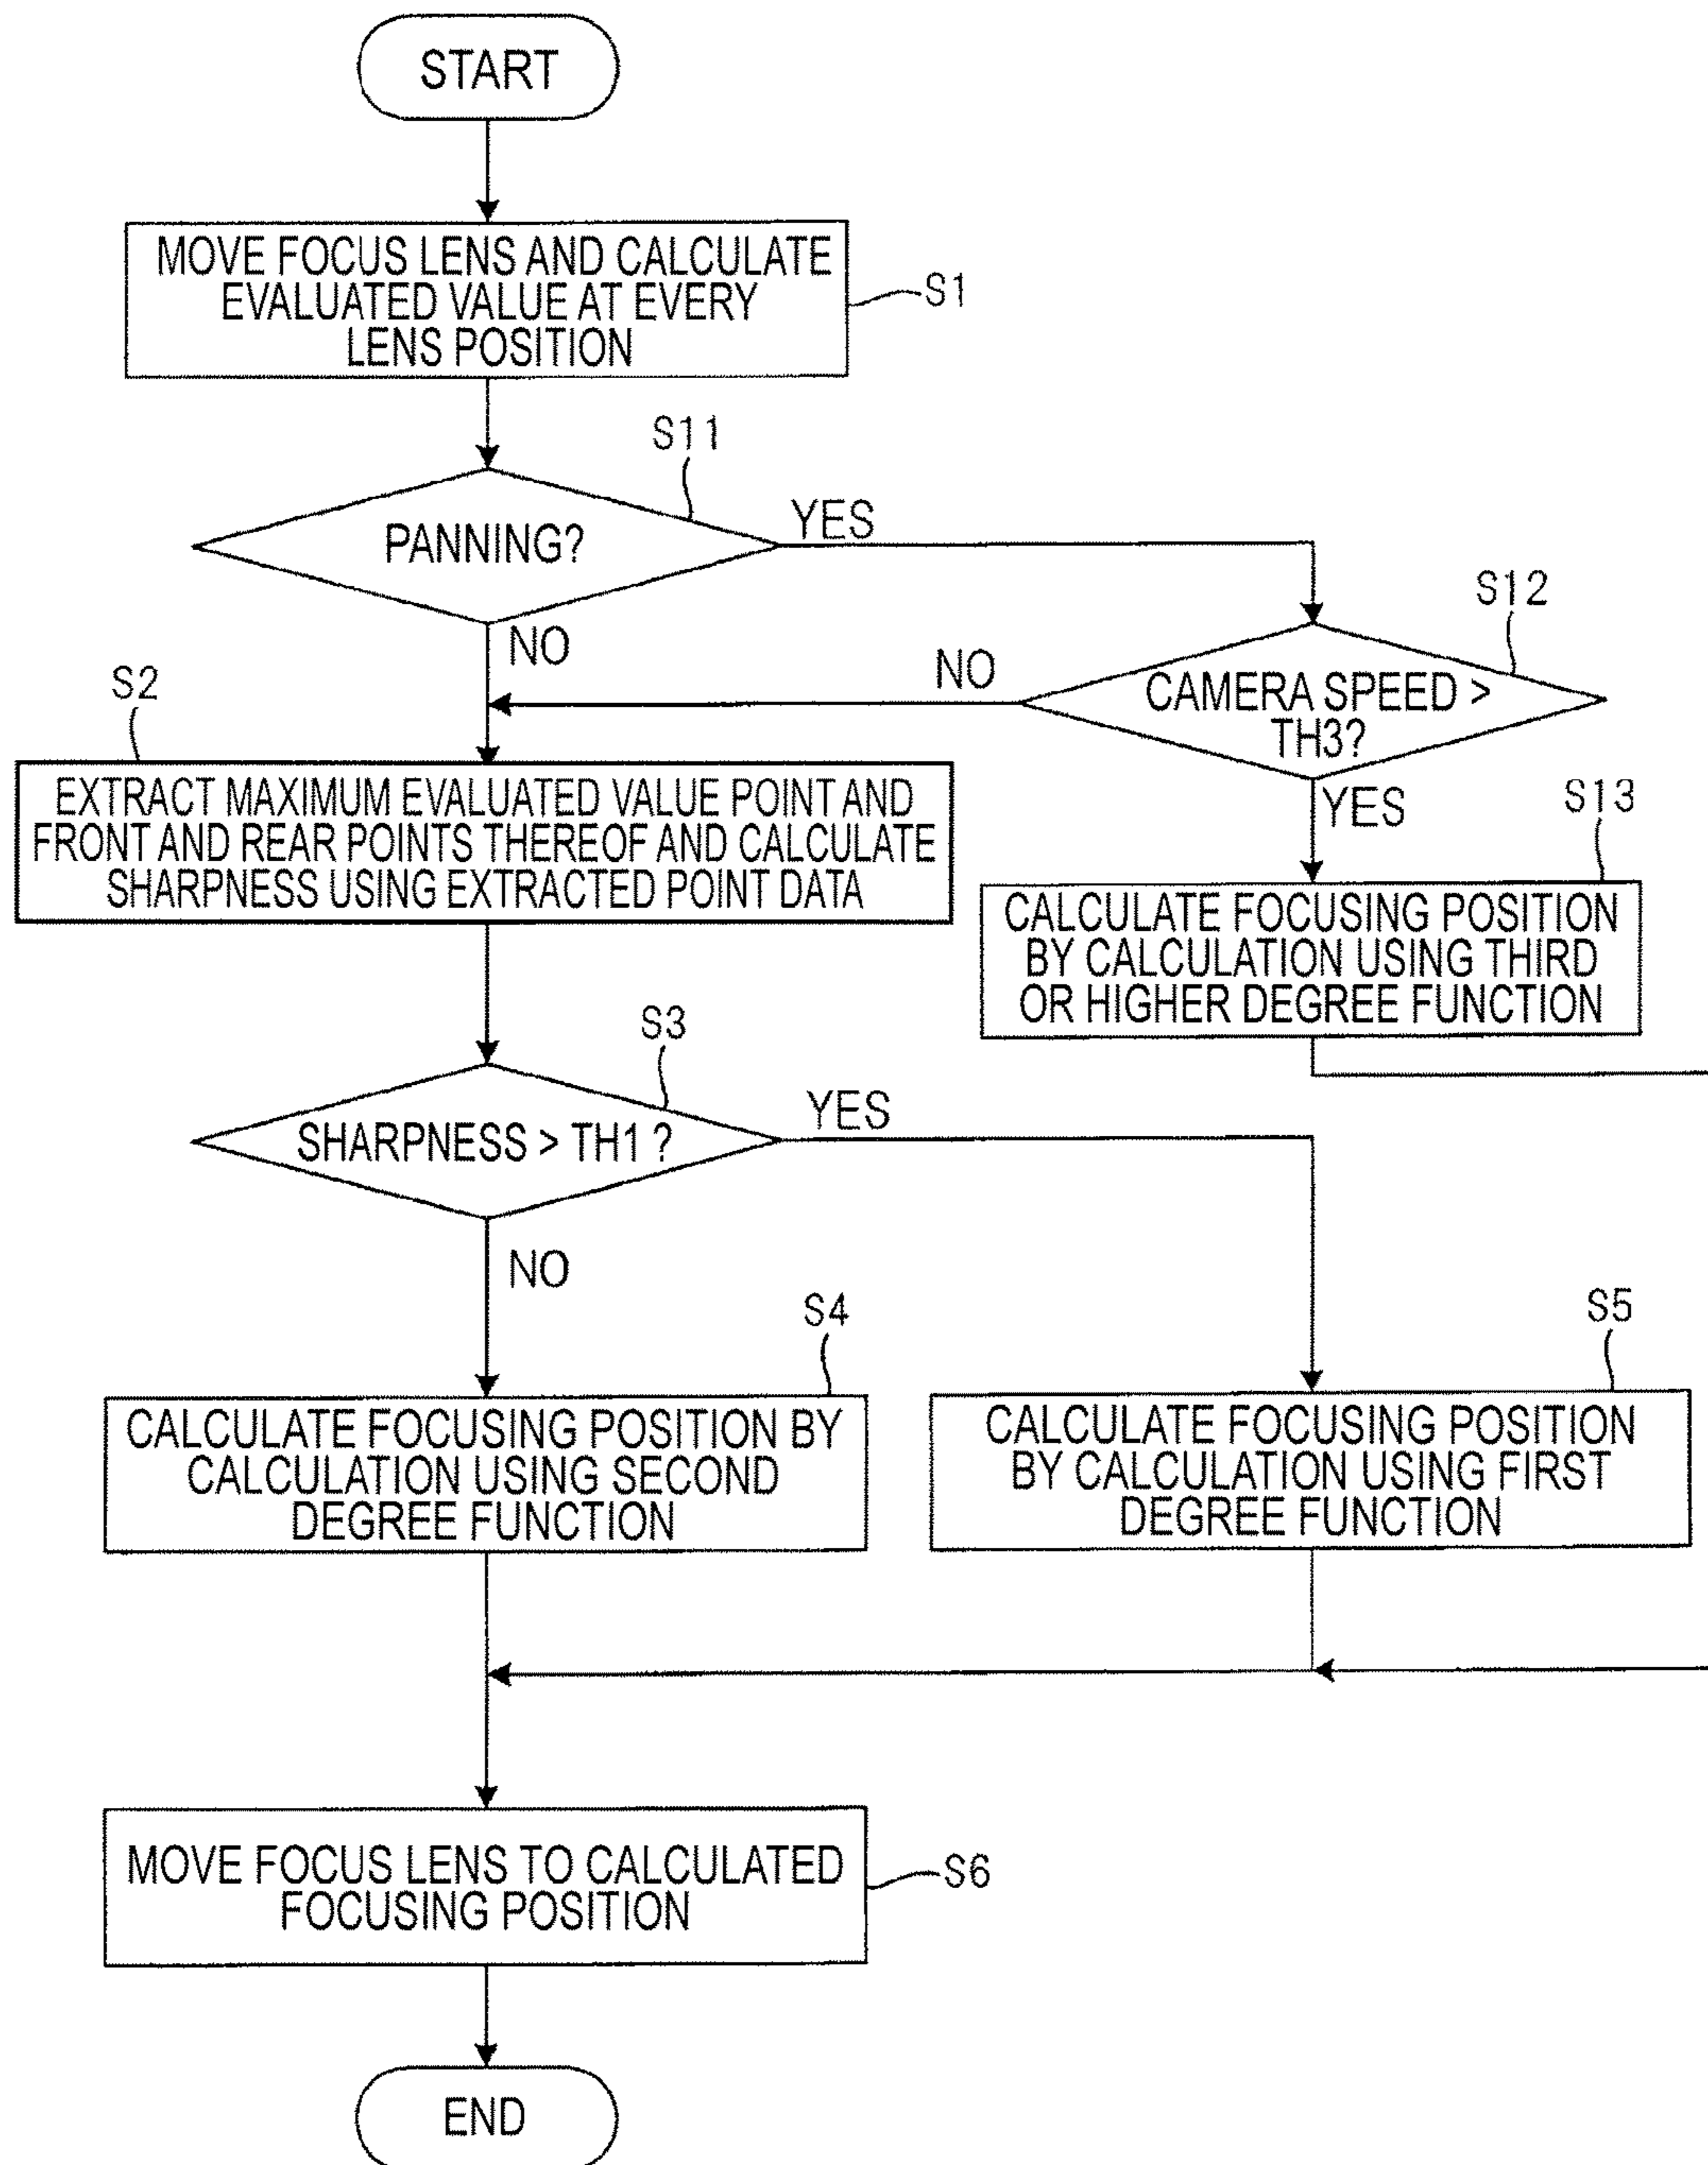 START
MOVE FOCUS LENS AND CALCULATE
EVALUATED VALUE AT EVERY
LENS POSITION
S1
S11
PANNING?
YES
NO
S12
CAMERA SPEED >
TH3?
NO
YES
S2
EXTRACT MAXIMUM EVALUATED VALUE POINT AND
FRONT AND REAR POINTS THEREOF AND CALCULATE
SHARPNESS USING EXTRACTED POINT DATA
S13
CALCULATE FOCUSING POSITION
BY CALCULATION USING THIRD
OR HIGHER DEGREE FUNCTION
S3
SHARPNESS > TH1 ?
YES
NO
S4
CALCULATE FOCUSING POSITION BY
CALCULATION USING SECOND
DEGREE FUNCTION
S5
CALCULATE FOCUSING POSITION
BY CALCULATION USING FIRST
DEGREE FUNCTION
MOVE FOCUS LENS TO CALCULATED
FOCUSING POSITION
S6
END